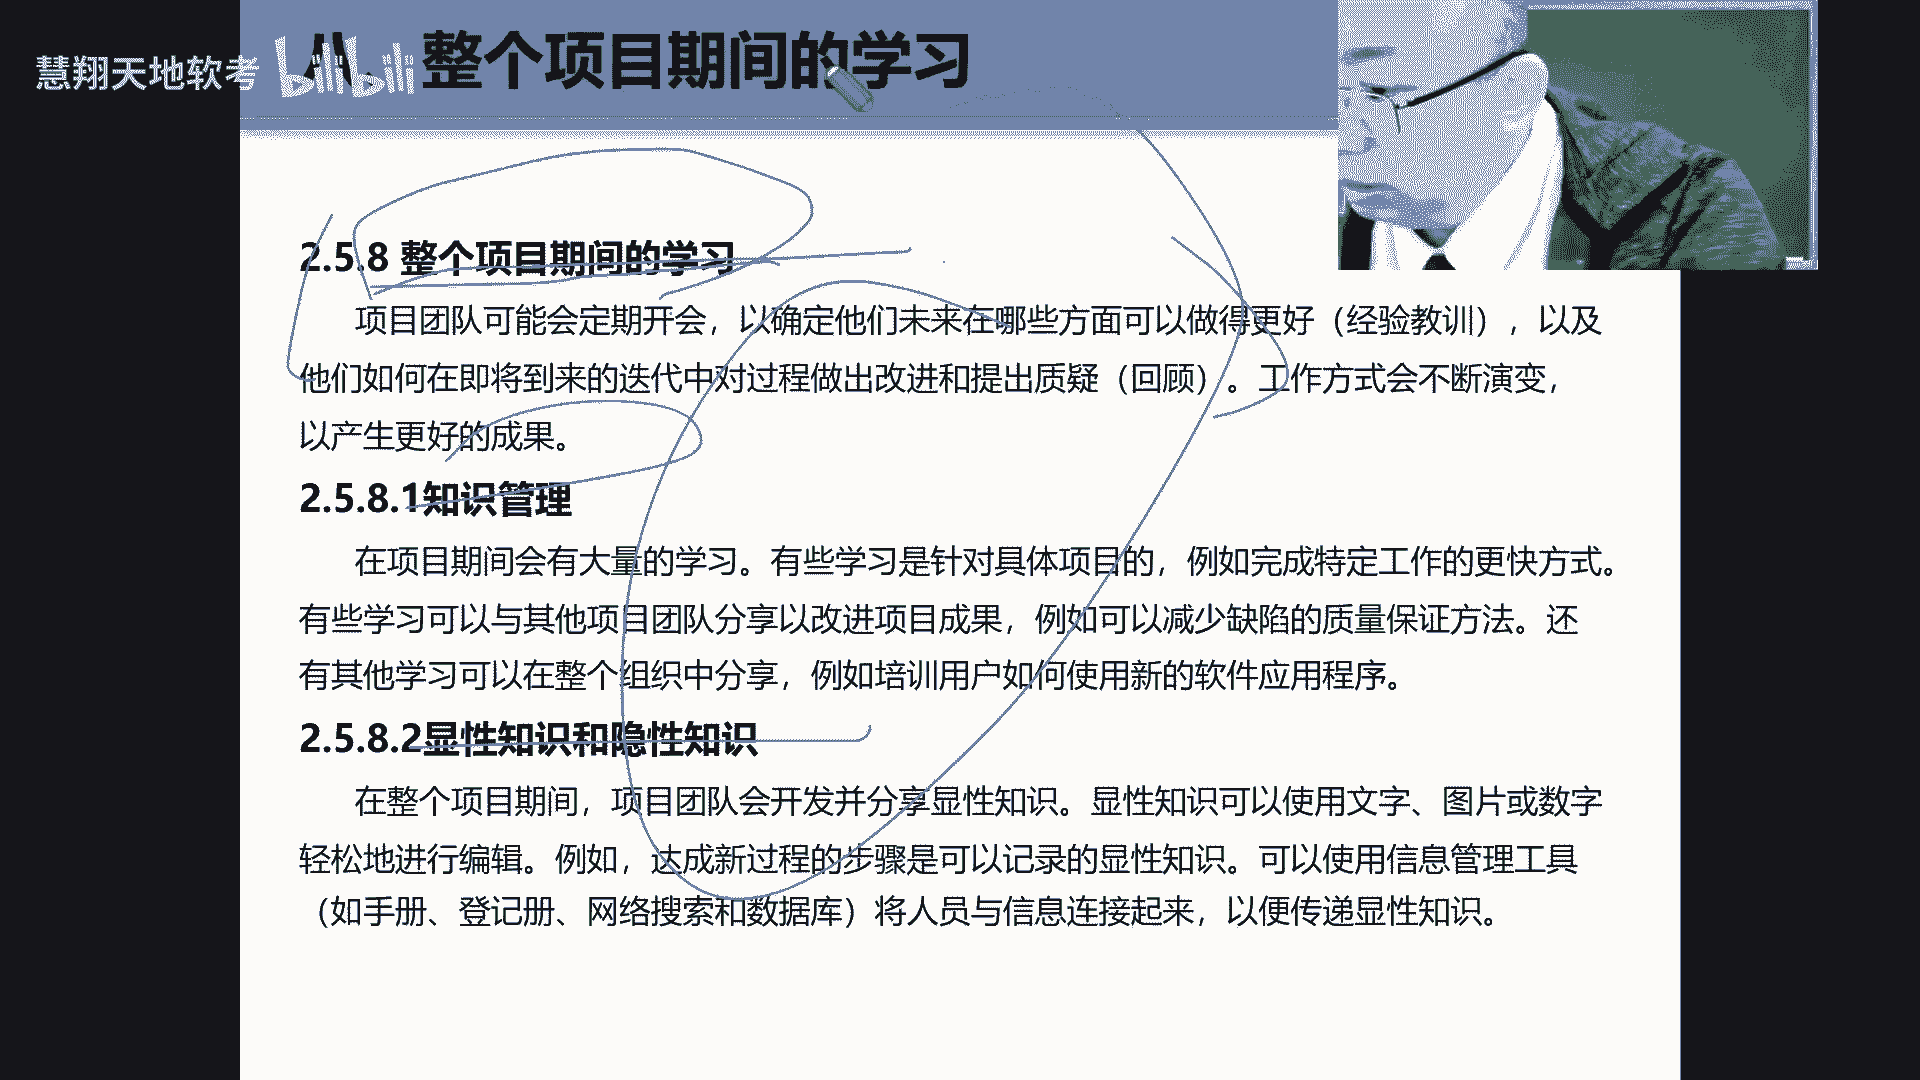 慧翔天地软考 bilibili
八、整个项目期间的学习
2.5.8 整个项目期间的学习
项目团队可能会定期开会，以确定他们未来在哪些方面可以做得更好（经验教训），以及
他们如何在即将到来的迭代中对过程做出改进和提出质疑（回顾）。工作方式会不断演变，
以产生更好的成果。
2.5.8.1知识管理
在项目期间会有大量的学习。有些学习是针对具体项目的，例如完成特定工作的更快方式。
有些学习可以与其他项目团队分享以改进项目成果，例如可以减少缺陷的质量保证方法。还
有其他学习可以在整个组织中分享，例如培训用户如何使用新的软件应用程序。
2.5.8.2显性知识和隐性知识
在整个项目期间，项目团队会开发并分享显性知识。显性知识可以使用文字、图片或数字
轻松地进行编辑。例如，达成新过程的步骤是可以记录的显性知识。可以使用信息管理工具
（如手册、登记册、网络搜索和数据库）将人员与信息连接起来，以便传递显性知识。